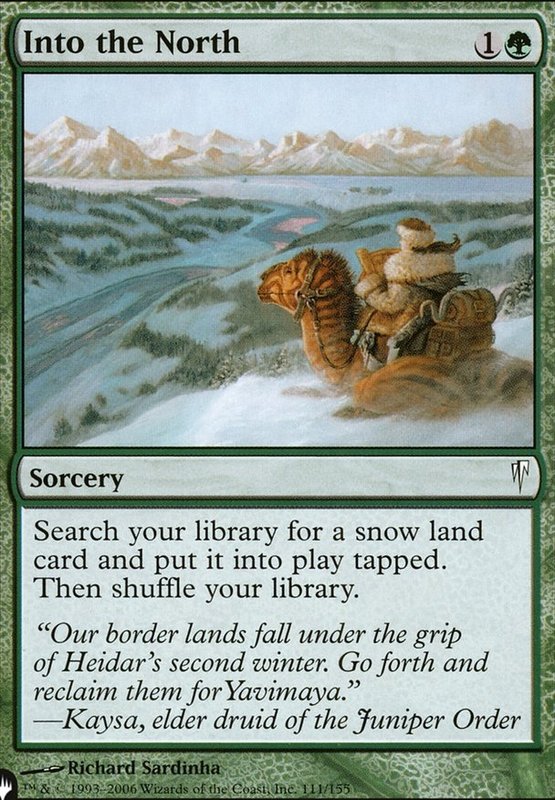 Into the North 1
Sorcery
Search your library for a snow land
card and put it into play tapped.
Then shuffle your library.
“Our border lands fall under the grip
of Heidar’s second winter. Go forth and
reclaim them for Yavimaya.”
—Kaysa, elder druid of the Juniper Order
Richard Sardinha
™ & © 1993–2006 Wizards of the Coast, Inc. 111/155